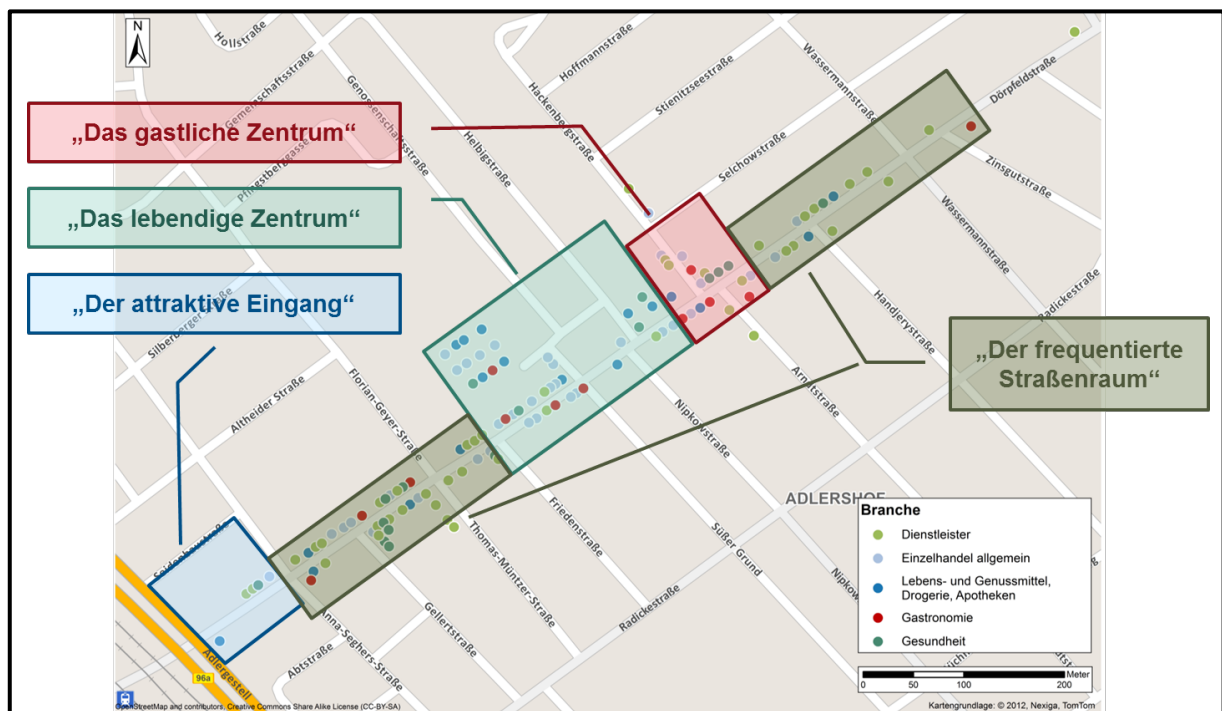 N
Hollstraße
Gemeinschaftsstraße
Pfingstberggasse
Genossenschaftsstraße
Helbigstraße
Hackenbergstraße
Hoffmannstraße
Stienitzseestraße
Selchowstraße
Wassermannstraße
Dörpfeldstraße
Zinsgutstraße
Wassermannstraße
Radickestraße
Handjerystraße
Arndtstraße
Nipkowstraße
Süßer Grund
Radickestraße
Friedenstraße
Thomas-Müntzer-Straße
Gellertstraße
Anna-Seghers-Straße
Abtstraße
Adlergestell
96a
Florian-Geyer-Straße
Altheider Straße
Silberberger Straße
„Das gastliche Zentrum“
„Das lebendige Zentrum“
„Der attraktive Eingang“
„Der frequentierte
Straßenraum“
ADLERSHOF
Branche
Dienstleister
Einzelhandel allgemein
Lebens- und Genussmittel,
Drogerie, Apotheken
Gastronomie
Gesundheit
Meter
0 50 100 200
OpenStreetMap and contributors, Creative Commons Share Alike License (CC-BY-SA)
Kartengrundlage: © 2012, Nexiga, TomTom